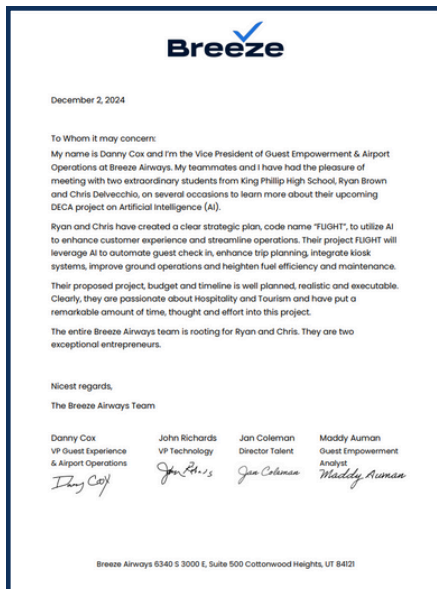 Breeze
December 2, 2024
To Whom it may concern:
My name is Danny Cox and I'm the Vice President of Guest Empowerment & Airport
Operations at Breeze Airways. My teammates and I have had the pleasure of
meeting with two extraordinary students from King Phillip High School, Ryan Brown
and Chris Delvecchio, on several occasions to learn more about their upcoming
DECA project on Artificial Intelligence (AI).
Ryan and Chris have created a clear strategic plan, code name "FLIGHT", to utilize AI
to enhance customer experience and streamline operations. Their project FLIGHT will
leverage AI to automate guest check in, enhance trip planning, integrate kiosk
systems, improve ground operations and heighten fuel efficiency and maintenance.
Their proposed project, budget and timeline is well planned, realistic and executable.
Clearly, they are passionate about Hospitality and Tourism and have put a
remarkable amount of time, thought and effort into this project.
The entire Breeze Airways team is rooting for Ryan and Chris. They are two
exceptional entrepreneurs.
Nicest regards,
The Breeze Airways Team
Danny Cox
VP Guest Experience
& Airport Operations
Danny Cox
John Richards
VP Technology
John
Jan Coleman
Director Talent
Jan Coleman
Maddy Auman
Guest Empowerment
Analyst
Maddy Auman
Breeze Airways 6340 S 3000 E, Suite 500 Cottonwood Heights, UT 84121